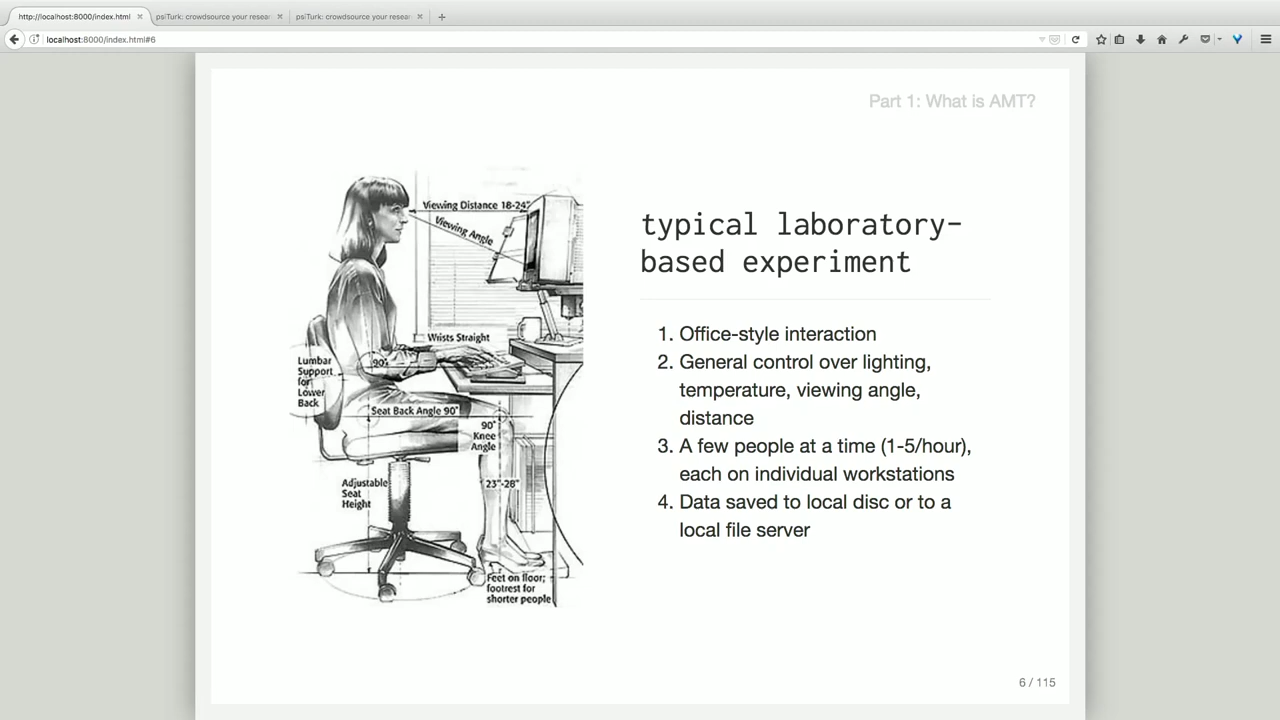 http://localhost:8000/index.html
psiTurk: crowdsource your resear
psiTurk: crowdsource your resear
localhost:8000/index.html#6
Part 1: What is AMT?
Viewing Distance 18-24"
Viewing Angle
Wrists Straight
90°
Lumbar
Support
for
Lower
Back
Seat Back Angle 90°
90°
Knee
Angle
Adjustable
Seat
Height
23"-28"
Feet on floor;
footrest for
shorter people
typical laboratory-
based experiment
1. Office-style interaction
2. General control over lighting,
temperature, viewing angle,
distance
3. A few people at a time (1-5/hour),
each on individual workstations
4. Data saved to local disc or to a
local file server
6 / 115